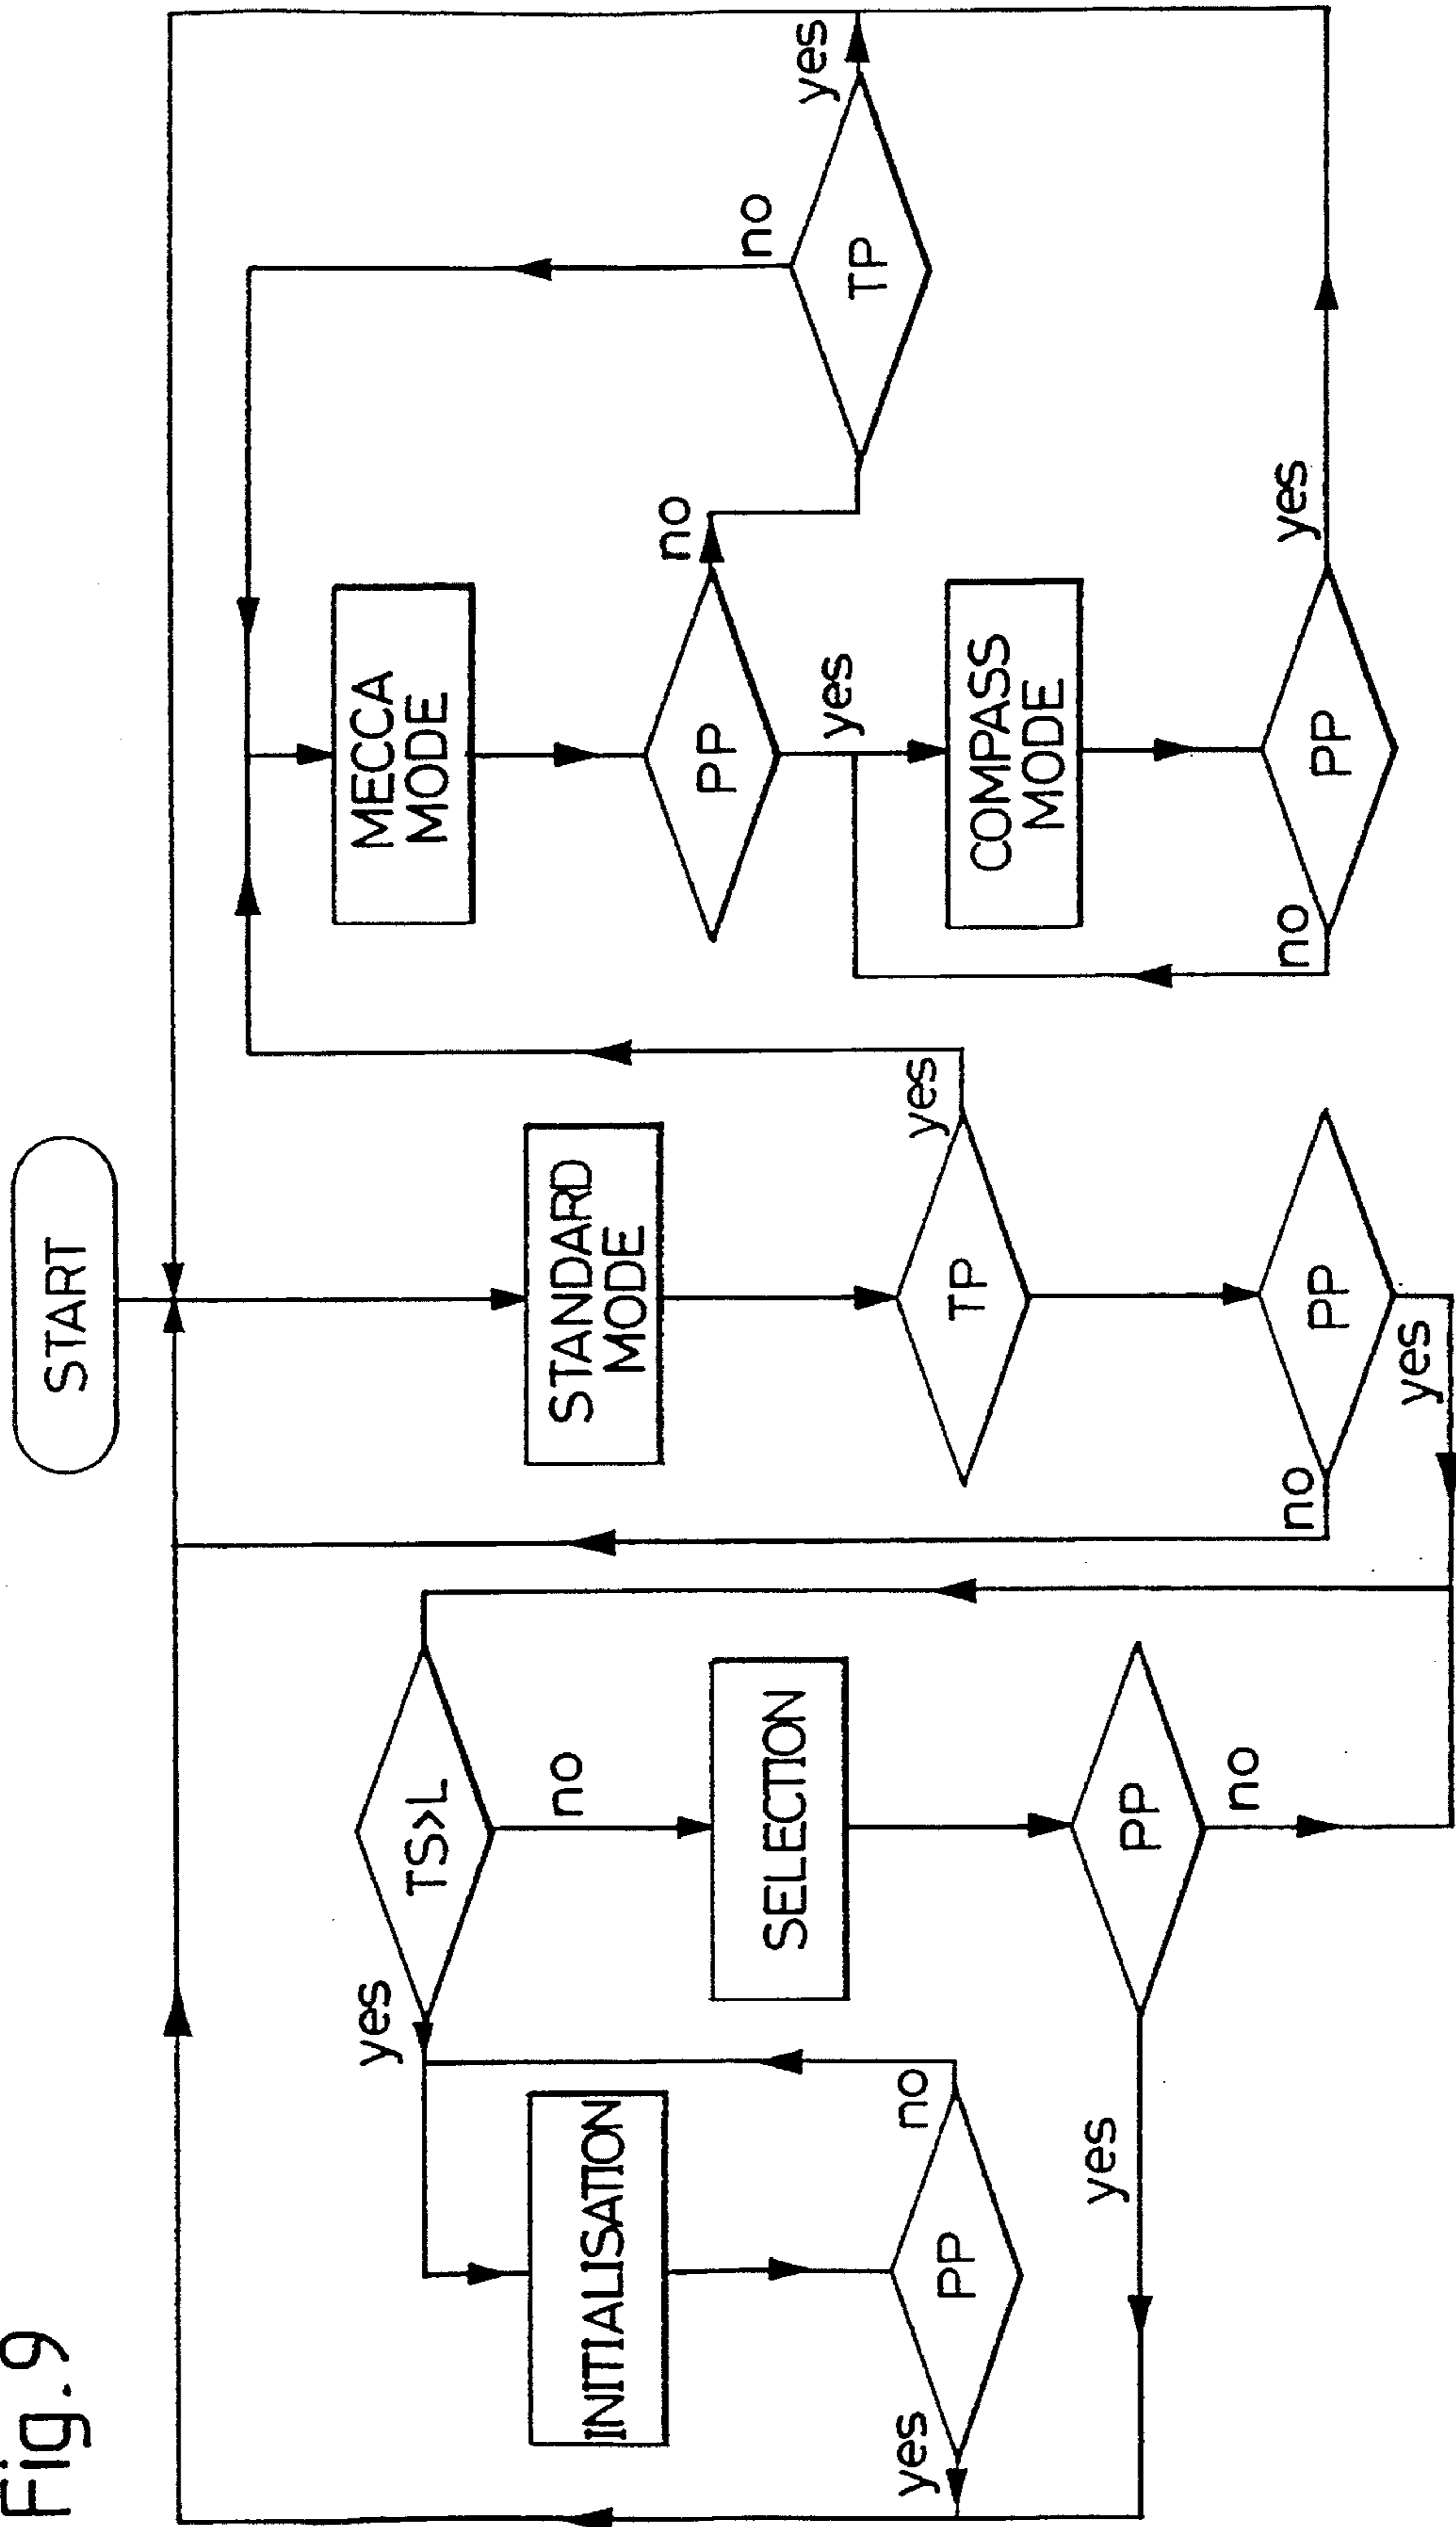 Fig. 9
START
yes
MECCA
MODE
TS>L
no
STANDARD
MODE
INITIALISATION
no
PP
no
SELECTION
yes
yes
TP
yes
no
yes
PP
TP
COMPASS
MODE
yes
PP
no
no
no
yes
PP
PP
yes